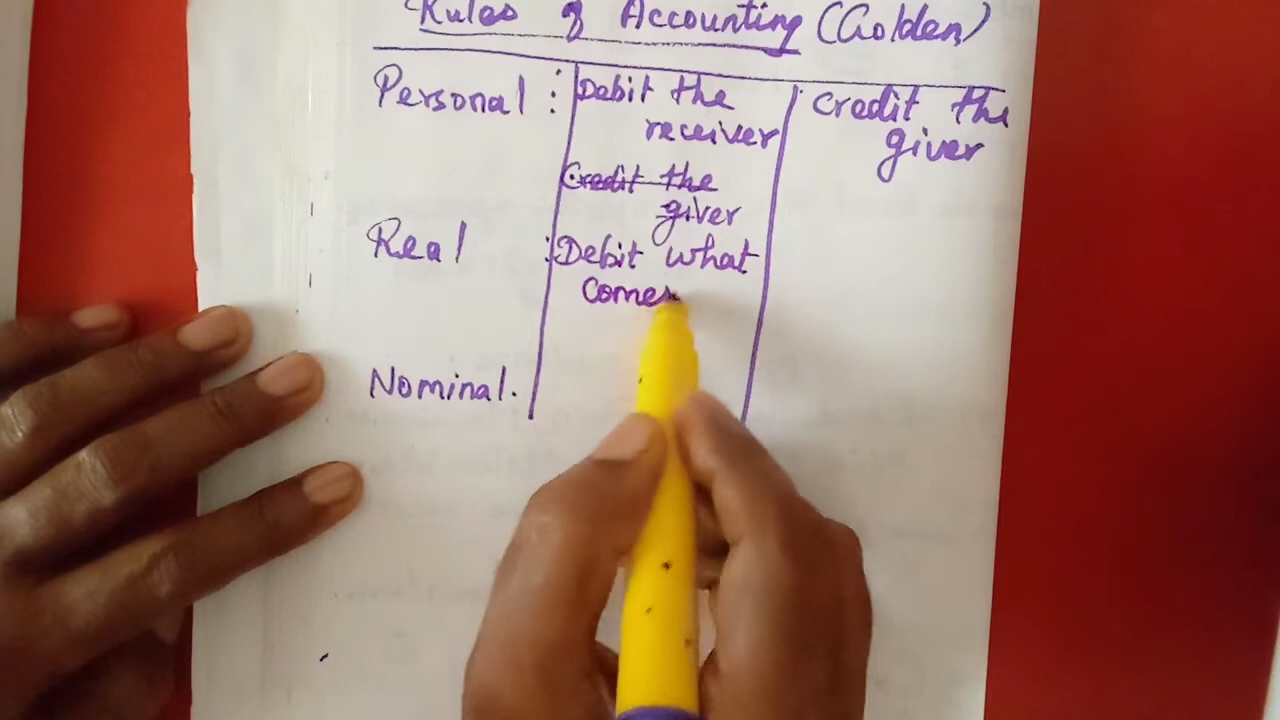 Rules of Accounting (Golden)
Personal : Debit the receiver
Credit the giver
Credit the giver
Real : Debit what comes
Nominal.